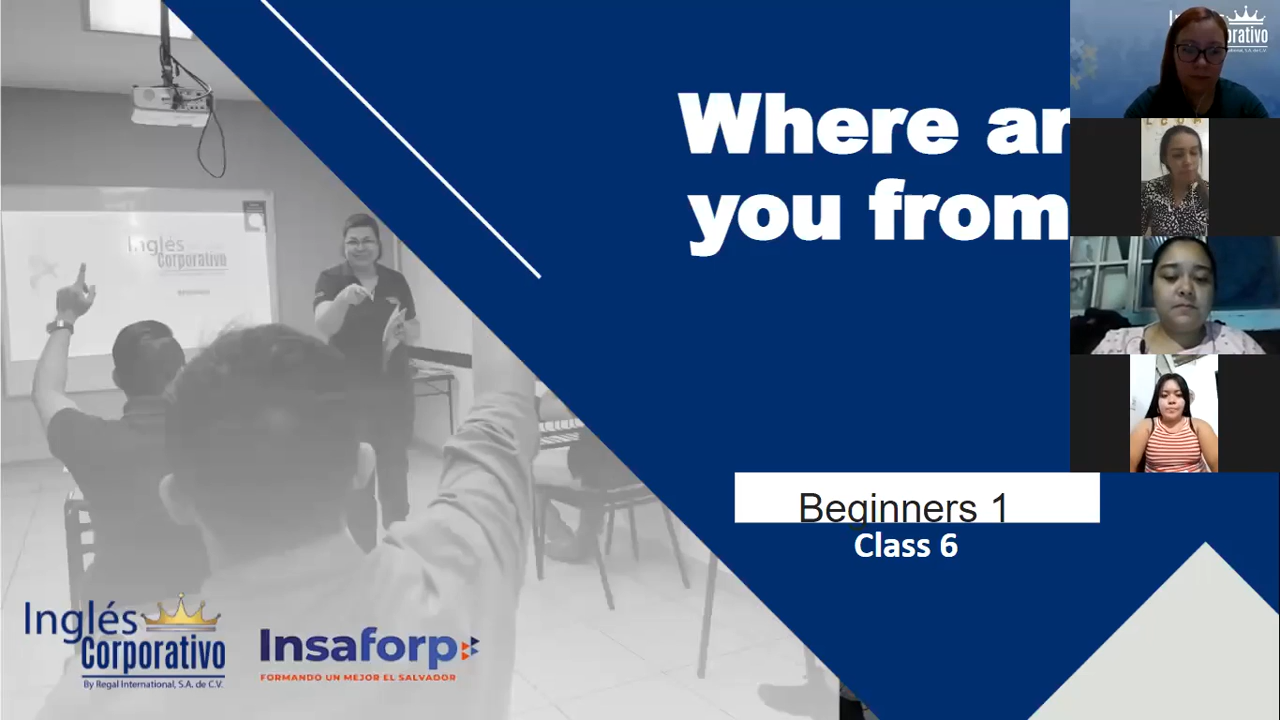 Where ar
you from
Beginners 1
Class 6
Inglés
Corporativo
By Regal International, S.A. de C.V.
Insaforp
FORMANDO UN MEJOR EL SALVADOR
Inglés
Corporativo